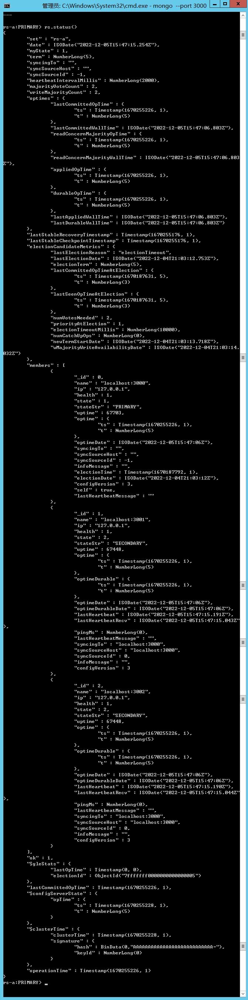 管理员: C:\Windows\System32\cmd.exe - mongo  --port 3000
---
rs-a:PRIMARY> rs.status()
{
        "set" : "rs-a",
        "date" : ISODate("2022-12-05T15:47:15.254Z"),
        "myState" : 1,
        "term" : NumberLong(5),
        "syncingTo" : "",
        "syncSourceHost" : "",
        "syncSourceId" : -1,
        "heartbeatIntervalMillis" : NumberLong(2000),
        "majorityVoteCount" : 2,
        "writeMajorityCount" : 2,
        "optimes" : {
                "lastCommittedOpTime" : {
                        "ts" : Timestamp(1670255226, 1),
                        "t" : NumberLong(5)
                },
                "lastCommittedWallTime" : ISODate("2022-12-05T15:47:06.803Z"),
                "readConcernMajorityOpTime" : {
                        "ts" : Timestamp(1670255226, 1),
                        "t" : NumberLong(5)
                },
                "readConcernMajorityWallTime" : ISODate("2022-12-05T15:47:06.803
Z"),
                "appliedOpTime" : {
                        "ts" : Timestamp(1670255226, 1),
                        "t" : NumberLong(5)
                },
                "durableOpTime" : {
                        "ts" : Timestamp(1670255226, 1),
                        "t" : NumberLong(5)
                },
                "lastAppliedWallTime" : ISODate("2022-12-05T15:47:06.803Z"),
                "lastDurableWallTime" : ISODate("2022-12-05T15:47:06.803Z")
        },
        "lastStableRecoveryTimestamp" : Timestamp(1670255176, 1),
        "lastStableCheckpointTimestamp" : Timestamp(1670255176, 1),
        "electionCandidateMetrics" : {
                "lastElectionReason" : "electionTimeout",
                "lastElectionDate" : ISODate("2022-12-04T21:03:12.753Z"),
                "electionTerm" : NumberLong(5),
                "lastCommittedOpTimeAtElection" : {
                        "ts" : Timestamp(1670187631, 5),
                        "t" : NumberLong(3)
                },
                "lastSeenOpTimeAtElection" : {
                        "ts" : Timestamp(1670187631, 5),
                        "t" : NumberLong(3)
                },
                "numVotesNeeded" : 2,
                "priorityAtElection" : 1,
                "electionTimeoutMillis" : NumberLong(10000),
                "numCatchUpOps" : NumberLong(0),
                "newTermStartDate" : ISODate("2022-12-04T21:03:13.718Z"),
                "wMajorityWriteAvailabilityDate" : ISODate("2022-12-04T21:03:14.
032Z")
        },
        "members" : [
                {
                        "_id" : 0,
                        "name" : "localhost:3000",
                        "ip" : "127.0.0.1",
                        "health" : 1,
                        "state" : 1,
                        "stateStr" : "PRIMARY",
                        "uptime" : 67703,
                        "optime" : {
                                "ts" : Timestamp(1670255226, 1),
                                "t" : NumberLong(5)
                        },
                        "optimeDate" : ISODate("2022-12-05T15:47:06Z"),
                        "syncingTo" : "",
                        "syncSourceHost" : "",
                        "syncSourceId" : -1,
                        "infoMessage" : "",
                        "electionTime" : Timestamp(1670187792, 1),
                        "electionDate" : ISODate("2022-12-04T21:03:12Z"),
                        "configVersion" : 3,
                        "self" : true,
                        "lastHeartbeatMessage" : ""
                },
                {
                        "_id" : 1,
                        "name" : "localhost:3001",
                        "ip" : "127.0.0.1",
                        "health" : 1,
                        "state" : 2,
                        "stateStr" : "SECONDARY",
                        "uptime" : 67448,
                        "optime" : {
                                "ts" : Timestamp(1670255226, 1),
                                "t" : NumberLong(5)
                        },
                        "optimeDurable" : {
                                "ts" : Timestamp(1670255226, 1),
                                "t" : NumberLong(5)
                        },
                        "optimeDate" : ISODate("2022-12-05T15:47:06Z"),
                        "optimeDurableDate" : ISODate("2022-12-05T15:47:06Z"),
                        "lastHeartbeat" : ISODate("2022-12-05T15:47:15.191Z"),
                        "lastHeartbeatRecv" : ISODate("2022-12-05T15:47:15.043Z"
),
                        "pingMs" : NumberLong(0),
                        "lastHeartbeatMessage" : "",
                        "syncingTo" : "localhost:3000",
                        "syncSourceHost" : "localhost:3000",
                        "syncSourceId" : 0,
                        "infoMessage" : "",
                        "configVersion" : 3
                },
                {
                        "_id" : 2,
                        "name" : "localhost:3002",
                        "ip" : "127.0.0.1",
                        "health" : 1,
                        "state" : 2,
                        "stateStr" : "SECONDARY",
                        "uptime" : 67448,
                        "optime" : {
                                "ts" : Timestamp(1670255226, 1),
                                "t" : NumberLong(5)
                        },
                        "optimeDurable" : {
                                "ts" : Timestamp(1670255226, 1),
                                "t" : NumberLong(5)
                        },
                        "optimeDate" : ISODate("2022-12-05T15:47:06Z"),
                        "optimeDurableDate" : ISODate("2022-12-05T15:47:06Z"),
                        "lastHeartbeat" : ISODate("2022-12-05T15:47:15.190Z"),
                        "lastHeartbeatRecv" : ISODate("2022-12-05T15:47:15.044Z"
),
                        "pingMs" : NumberLong(0),
                        "lastHeartbeatMessage" : "",
                        "syncingTo" : "localhost:3000",
                        "syncSourceHost" : "localhost:3000",
                        "syncSourceId" : 0,
                        "infoMessage" : "",
                        "configVersion" : 3
                }
        ],
        "ok" : 1,
        "$gleStats" : {
                "lastOpTime" : Timestamp(0, 0),
                "electionId" : ObjectId("7fffffff0000000000000005")
        },
        "lastCommittedOpTime" : Timestamp(1670255226, 1),
        "$configServerState" : {
                "opTime" : {
                        "ts" : Timestamp(1670255228, 1),
                        "t" : NumberLong(5)
                }
        },
        "$clusterTime" : {
                "clusterTime" : Timestamp(1670255228, 1),
                "signature" : {
                        "hash" : BinData(0,"AAAAAAAAAAAAAAAAAAAAAAAAAAA="),
                        "keyId" : NumberLong(0)
                }
        },
        "operationTime" : Timestamp(1670255226, 1)
}
rs-a:PRIMARY>